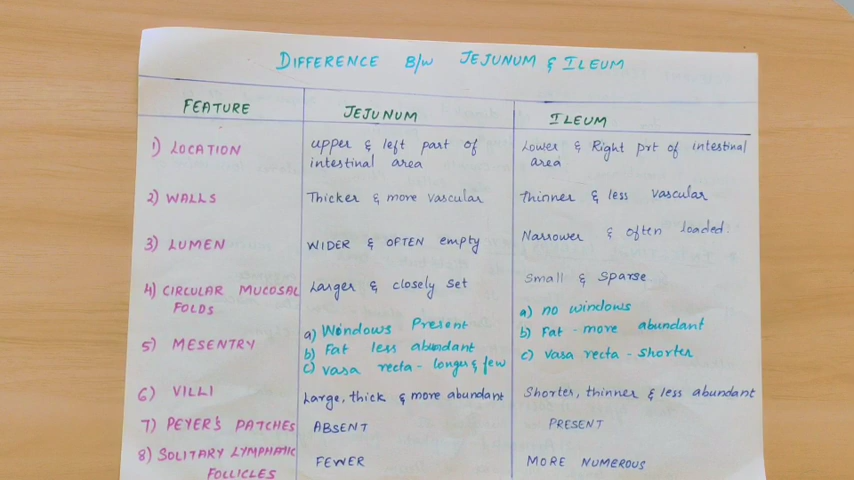 DIFFERENCE B/W JEJUNUM & ILEUM
FEATURE JEJUNUM ILEUM
1) LOCATION upper & left part of Lower & Right prt of intestinal
intestinal area area
2) WALLS Thicker & more vascular Thinner & less vascular
3) LUMEN WIDER & OFTEN empty Narrower & often loaded
4) CIRCULAR MUCOSAL Larger & closely set Small & sparse
FOLDS
5) MESENTRY a) Windows Present a) no windows
b) Fat less abundant b) Fat - more abundant
c) vasa recta - longer & few c) vasa recta - shorter
6) VILLI Large, thick & more abundant Shorter, thinner & less abundant
7) PEYER'S PATCHES ABSENT PRESENT
8) SOLITARY LYMPHATIC FEWER MORE NUMEROUS
FOLLICLES